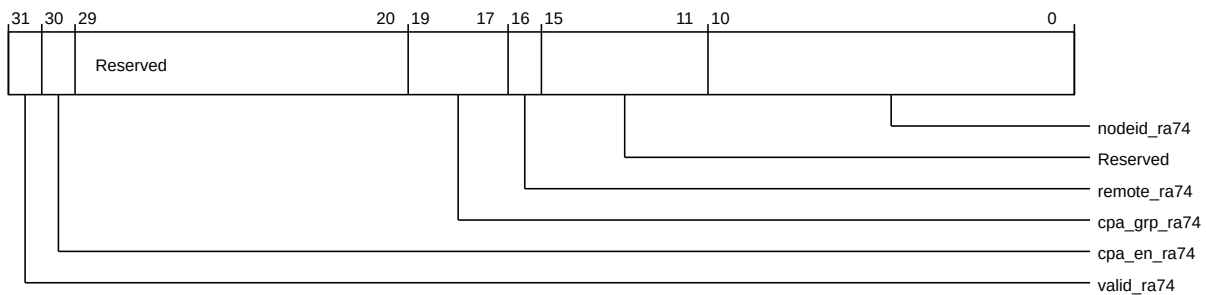 31 30 29 20 19 17 16 15 11 10 0
Reserved
nodeid_ra74
Reserved
remote_ra74
cpa_grp_ra74
cpa_en_ra74
valid_ra74